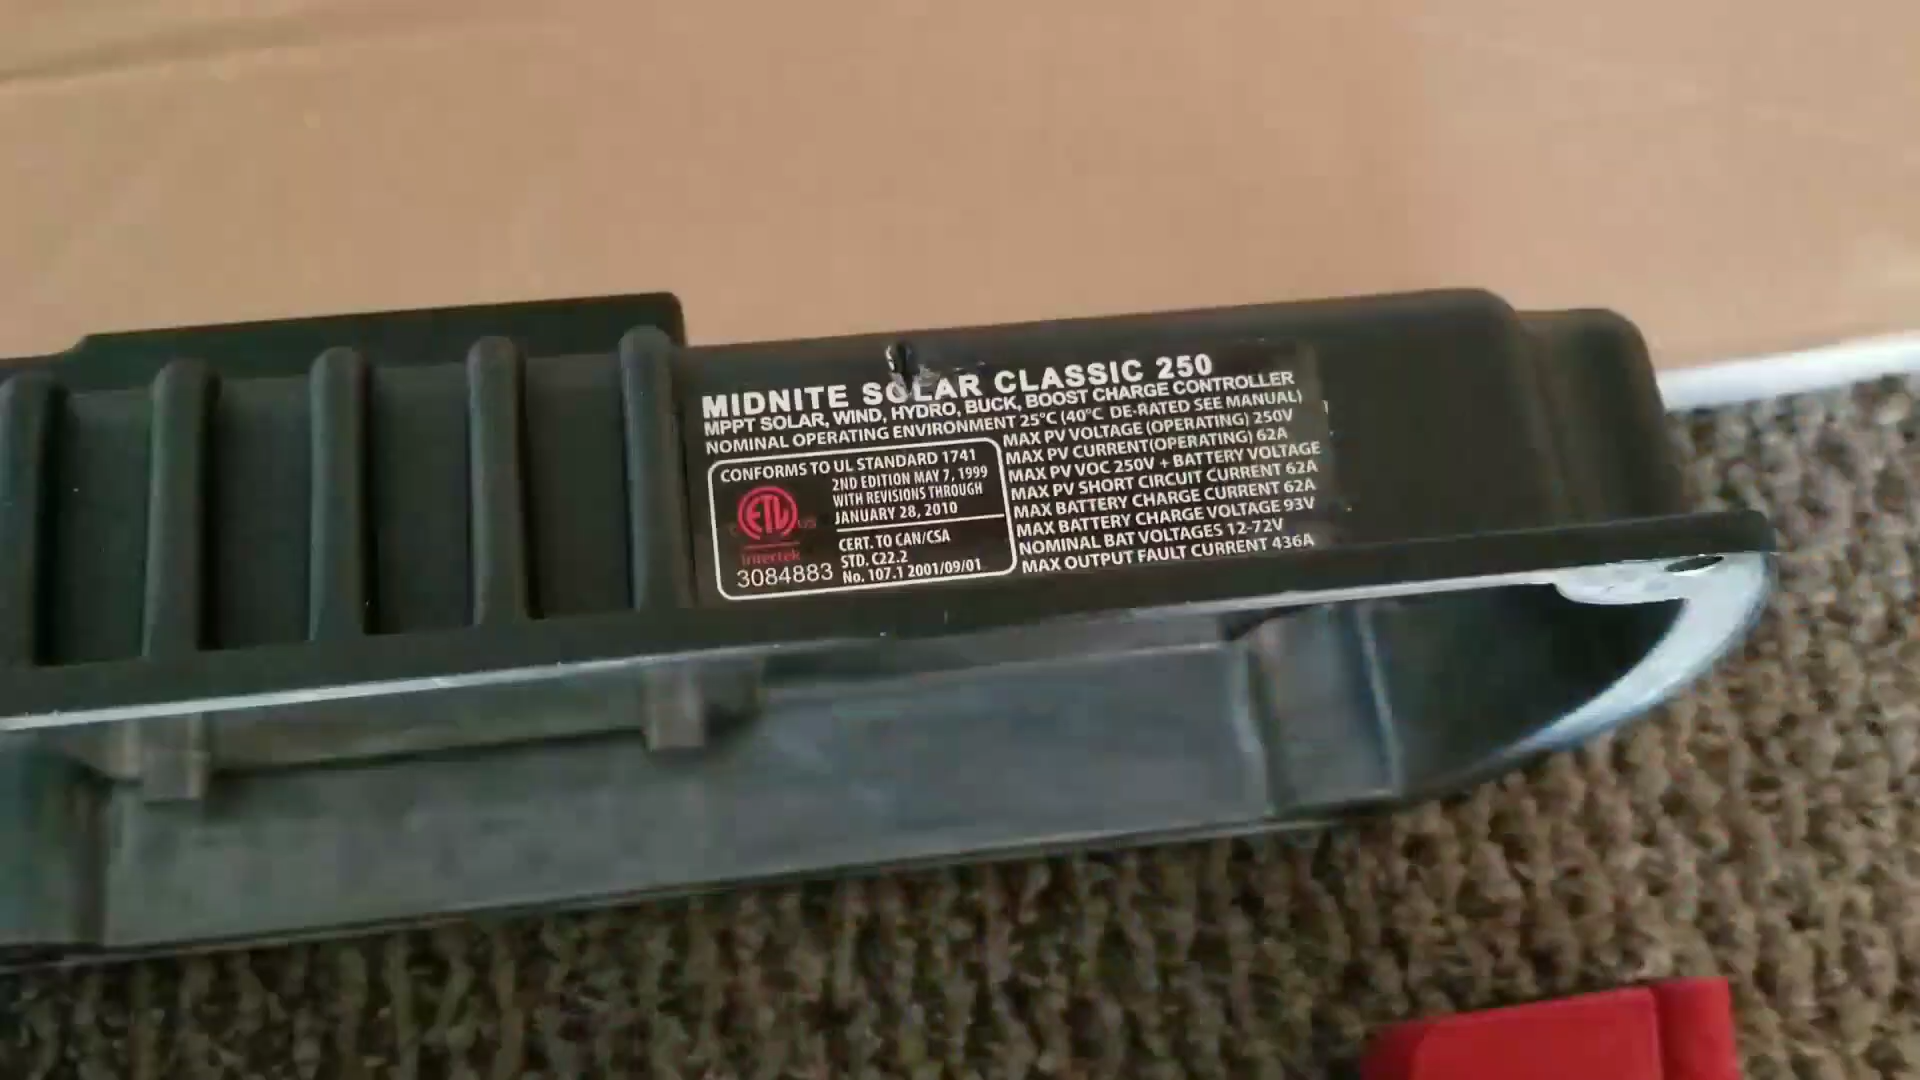 MIDNITE SOLAR CLASSIC 250
MPPT SOLAR, WIND, HYDRO, BUCK, BOOST CHARGE CONTROLLER
NOMINAL OPERATING ENVIRONMENT 25°C (40°C DE-RATED SEE MANUAL)
CONFORMS TO UL STANDARD 1741
2ND EDITION MAY 7, 1999
WITH REVISIONS THROUGH
JANUARY 28, 2010
ETL
C US
Intertek
3084883
CERT. TO CAN/CSA
STD. C22.2
No. 107.1 2001/09/01
MAX PV VOLTAGE (OPERATING) 250V
MAX PV CURRENT(OPERATING) 62A
MAX PV VOC 250V + BATTERY VOLTAGE
MAX PV SHORT CIRCUIT CURRENT 62A
MAX BATTERY CHARGE CURRENT 62A
MAX BATTERY CHARGE VOLTAGE 93V
NOMINAL BAT VOLTAGES 12-72V
MAX OUTPUT FAULT CURRENT 436A